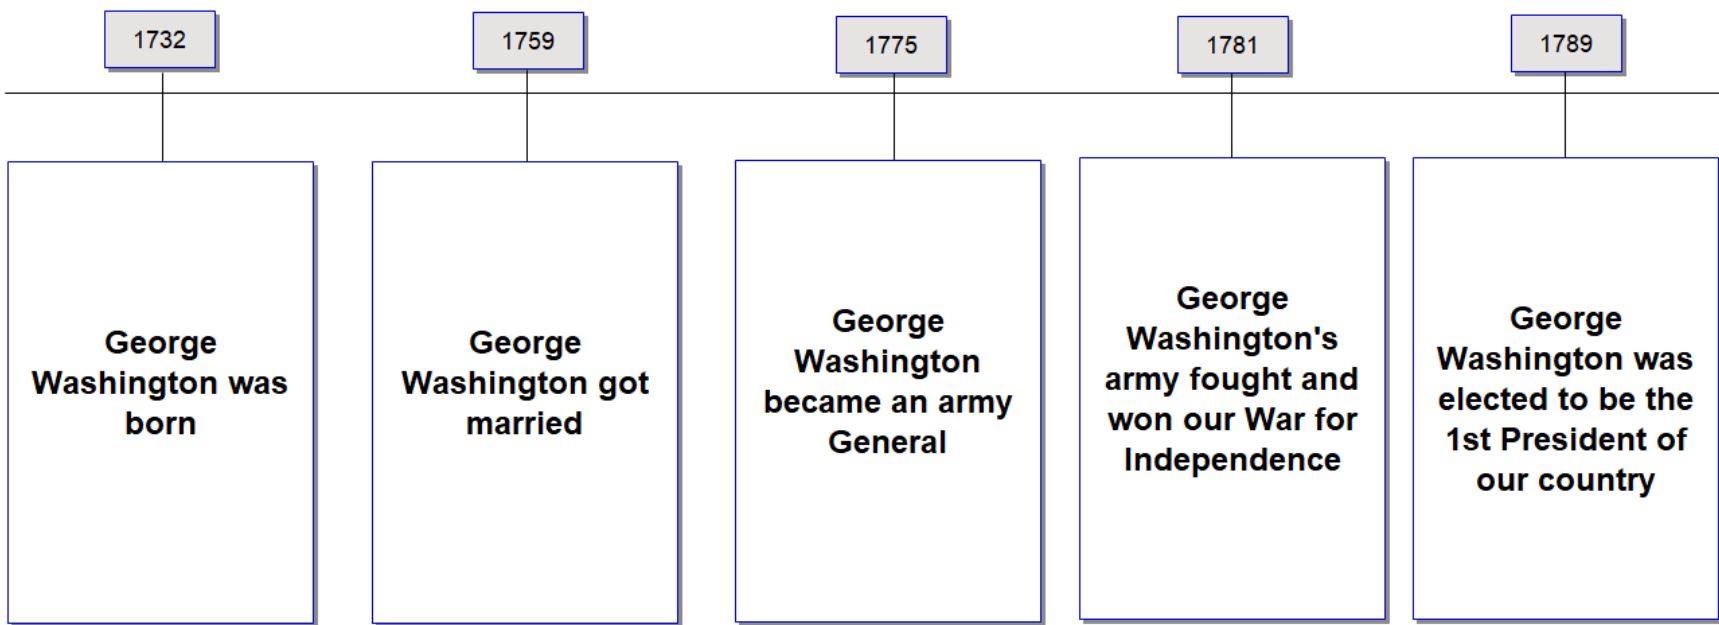 1732
1759
1775
1781
1789
George
Washington was
born
George
Washington got
married
George
Washington
became an army
General
George
Washington's
army fought and
won our War for
Independence
George
Washington was
elected to be the
1st President of
our country